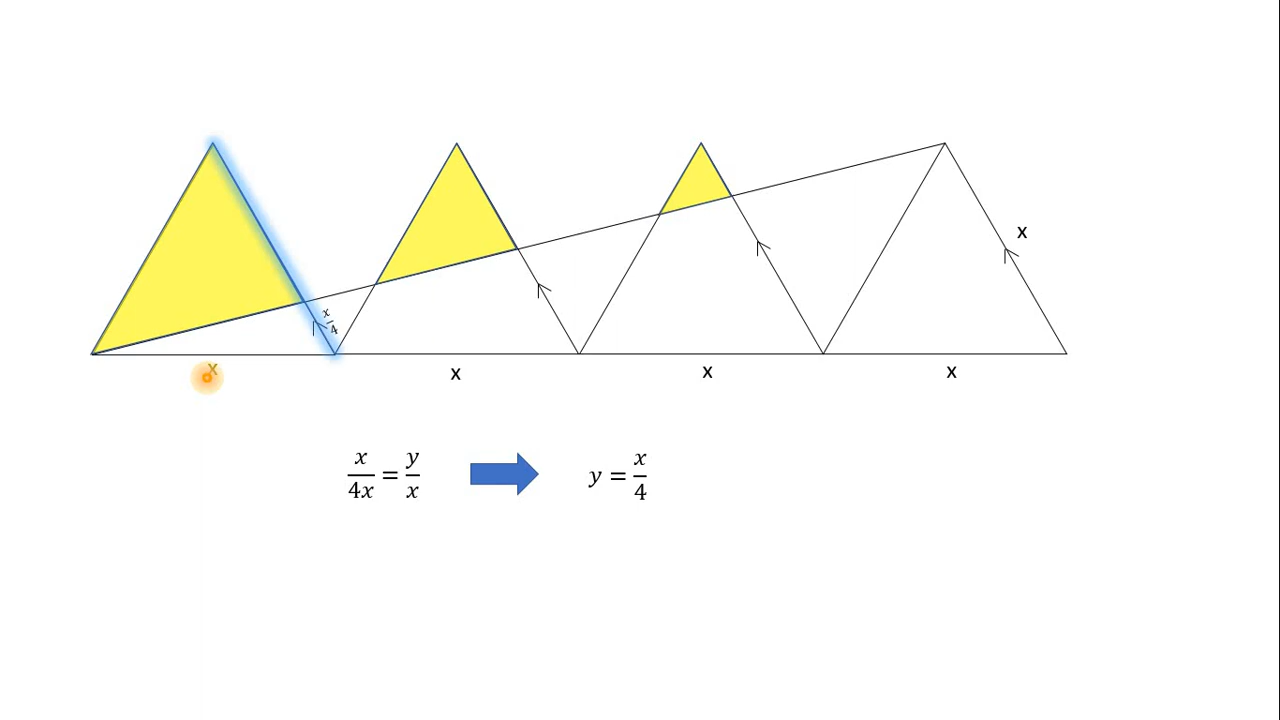 x
x/4
x x x x
x/4x = y/x y = x/4